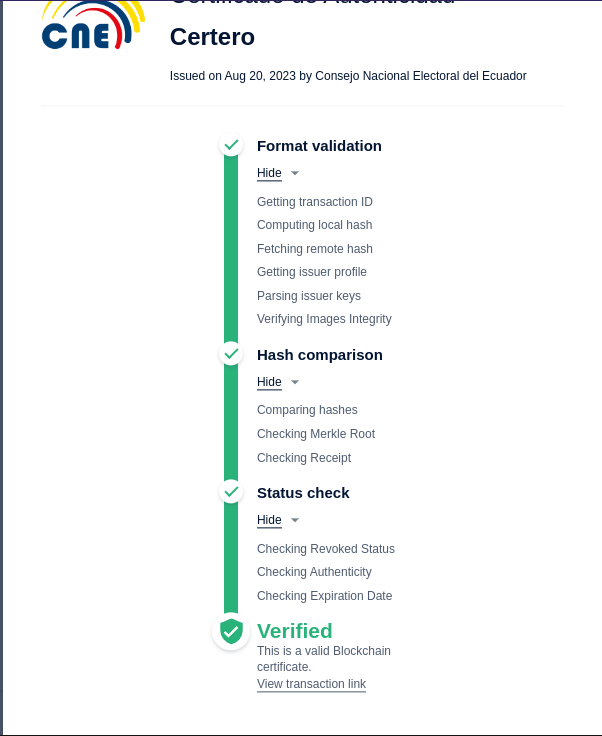 Certificado de Autenticidad
Certero
CNE
Issued on Aug 20, 2023 by Consejo Nacional Electoral del Ecuador
Format validation
Hide
Getting transaction ID
Computing local hash
Fetching remote hash
Getting issuer profile
Parsing issuer keys
Verifying Images Integrity
Hash comparison
Hide
Comparing hashes
Checking Merkle Root
Checking Receipt
Status check
Hide
Checking Revoked Status
Checking Authenticity
Checking Expiration Date
Verified
This is a valid Blockchain
certificate.
View transaction link